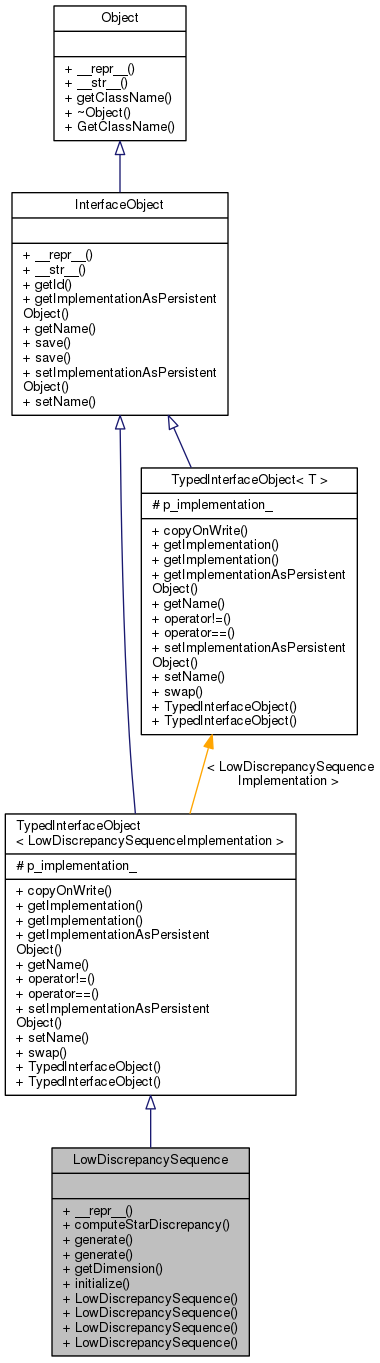 Object
+ __repr__()
+ __str__()
+ getClassName()
+ ~Object()
+ GetClassName()
InterfaceObject
+ __repr__()
+ __str__()
+ getId()
+ getImplementationAsPersistent
Object()
+ getName()
+ save()
+ save()
+ setImplementationAsPersistent
Object()
+ setName()
TypedInterfaceObject< T >
# p_implementation_
+ copyOnWrite()
+ getImplementation()
+ getImplementation()
+ getImplementationAsPersistent
Object()
+ getName()
+ operator!=()
+ operator==()
+ setImplementationAsPersistent
Object()
+ setName()
+ swap()
+ TypedInterfaceObject()
+ TypedInterfaceObject()
< LowDiscrepancySequence
Implementation >
TypedInterfaceObject
< LowDiscrepancySequenceImplementation >
# p_implementation_
+ copyOnWrite()
+ getImplementation()
+ getImplementation()
+ getImplementationAsPersistent
Object()
+ getName()
+ operator!=()
+ operator==()
+ setImplementationAsPersistent
Object()
+ setName()
+ swap()
+ TypedInterfaceObject()
+ TypedInterfaceObject()
LowDiscrepancySequence
+ __repr__()
+ computeStarDiscrepancy()
+ generate()
+ generate()
+ getDimension()
+ initialize()
+ LowDiscrepancySequence()
+ LowDiscrepancySequence()
+ LowDiscrepancySequence()
+ LowDiscrepancySequence()